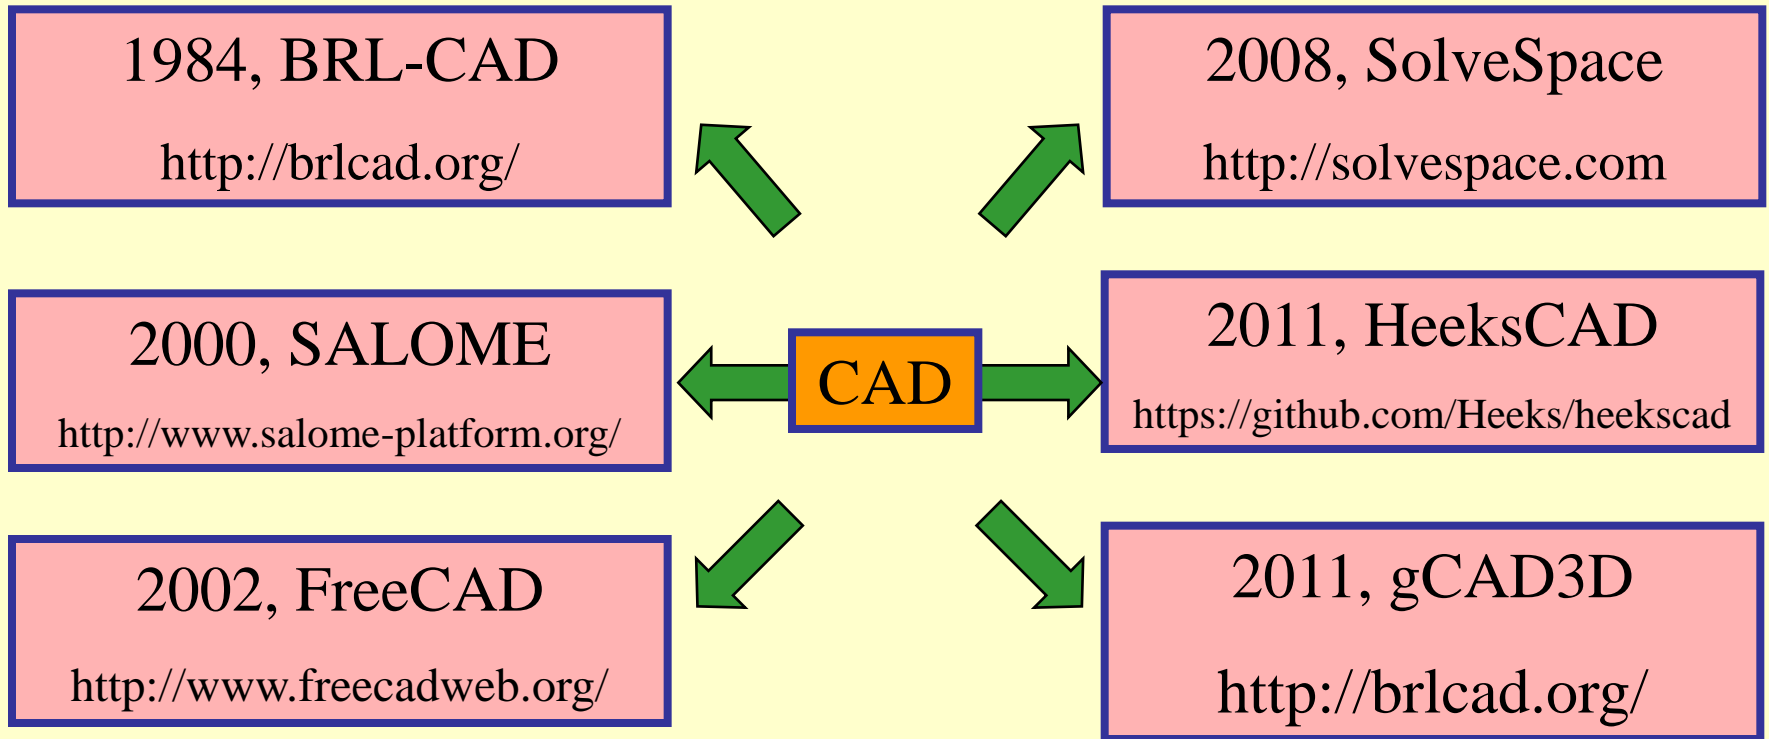 1984, BRL-CAD
http://brlcad.org/
2000, SALOME
http://www.salome-platform.org/
2002, FreeCAD
http://www.freecadweb.org/
CAD
2008, SolveSpace
http://solvespace.com
2011, HeeksCAD
https://github.com/Heeks/heekscad
2011, gCAD3D
http://brlcad.org/